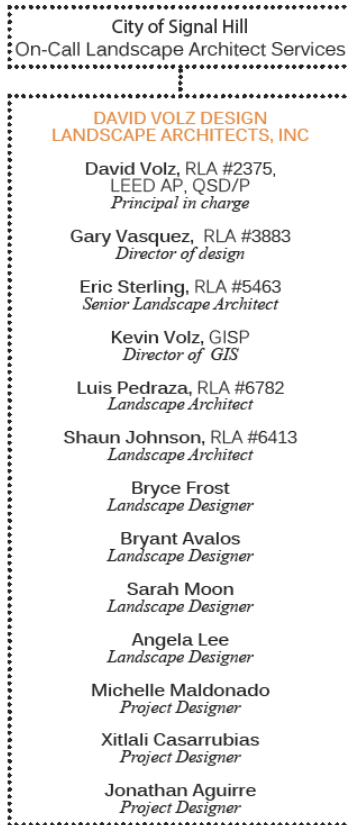 City of Signal Hill
On-Call Landscape Architect Services
DAVID VOLZ DESIGN
LANDSCAPE ARCHITECTS, INC
David Volz, RLA #2375,
LEED AP, QSD/P
Principal in charge
Gary Vasquez, RLA #3883
Director of design
Eric Sterling, RLA #5463
Senior Landscape Architect
Kevin Volz, GISP
Director of GIS
Luis Pedraza, RLA #6782
Landscape Architect
Shaun Johnson, RLA #6413
Landscape Architect
Bryce Frost
Landscape Designer
Bryant Avalos
Landscape Designer
Sarah Moon
Landscape Designer
Angela Lee
Landscape Designer
Michelle Maldonado
Project Designer
Xitlali Casarrubias
Project Designer
Jonathan Aguirre
Project Designer